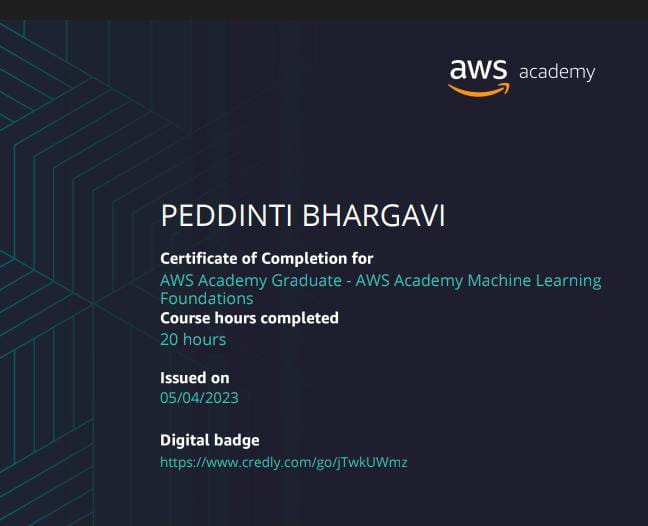 aws academy
PEDDINTI BHARGAVI
Certificate of Completion for
AWS Academy Graduate - AWS Academy Machine Learning
Foundations
Course hours completed
20 hours
Issued on
05/04/2023
Digital badge
https://www.credly.com/go/jTwkUWmz